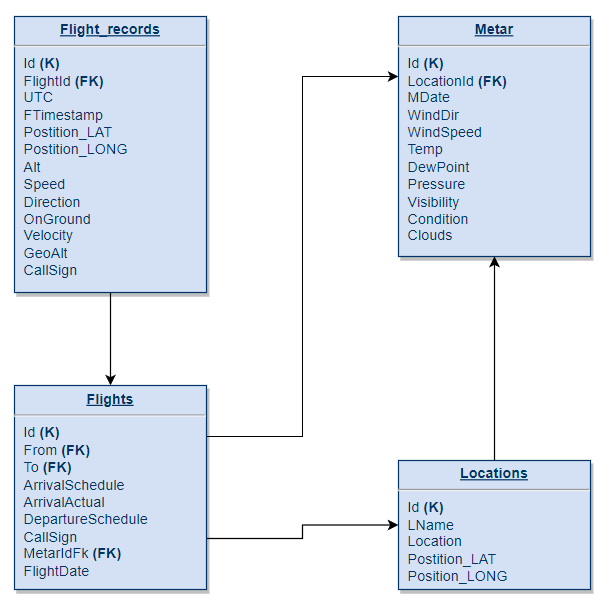 Flight_records
Id (K)
FlightId (FK)
UTC
FTimestamp
Postition_LAT
Postition_LONG
Alt
Speed
Direction
OnGround
Velocity
GeoAlt
CallSign
Metar
Id (K)
LocationId (FK)
MDate
WindDir
WindSpeed
Temp
DewPoint
Pressure
Visibility
Condition
Clouds
Flights
Id (K)
From (FK)
To (FK)
ArrivalSchedule
ArrivalActual
DepartureSchedule
CallSign
MetarIdFk (FK)
FlightDate
Locations
Id (K)
LName
Location
Postition_LAT
Position_LONG